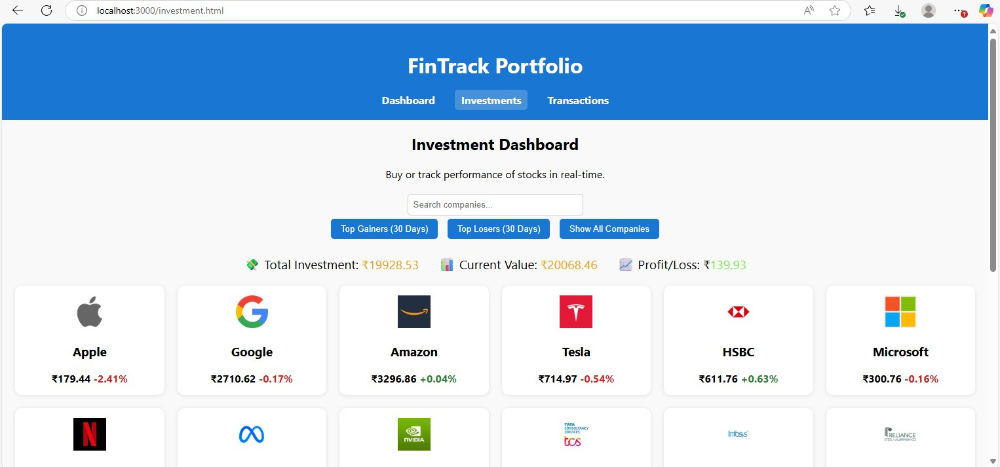 localhost:3000/investment.html
FinTrack Portfolio
Dashboard Investments Transactions
Investment Dashboard
Buy or track performance of stocks in real-time.
Search companies...
Top Gainers (30 Days) Top Losers (30 Days) Show All Companies
Total Investment: ₹19928.53 Current Value: ₹20068.46 Profit/Loss: ₹139.93
Apple Google Amazon Tesla HSBC Microsoft
₹179.44 -2.41% ₹2710.62 -0.17% ₹3296.86 +0.04% ₹714.97 -0.54% ₹611.76 +0.63% ₹300.76 -0.16%
N
NVIDIA
TATA
CONSULTANCY
SERVICES
tcs
Infosys
RELIANCE
STEEL & ALUMINUM CO.